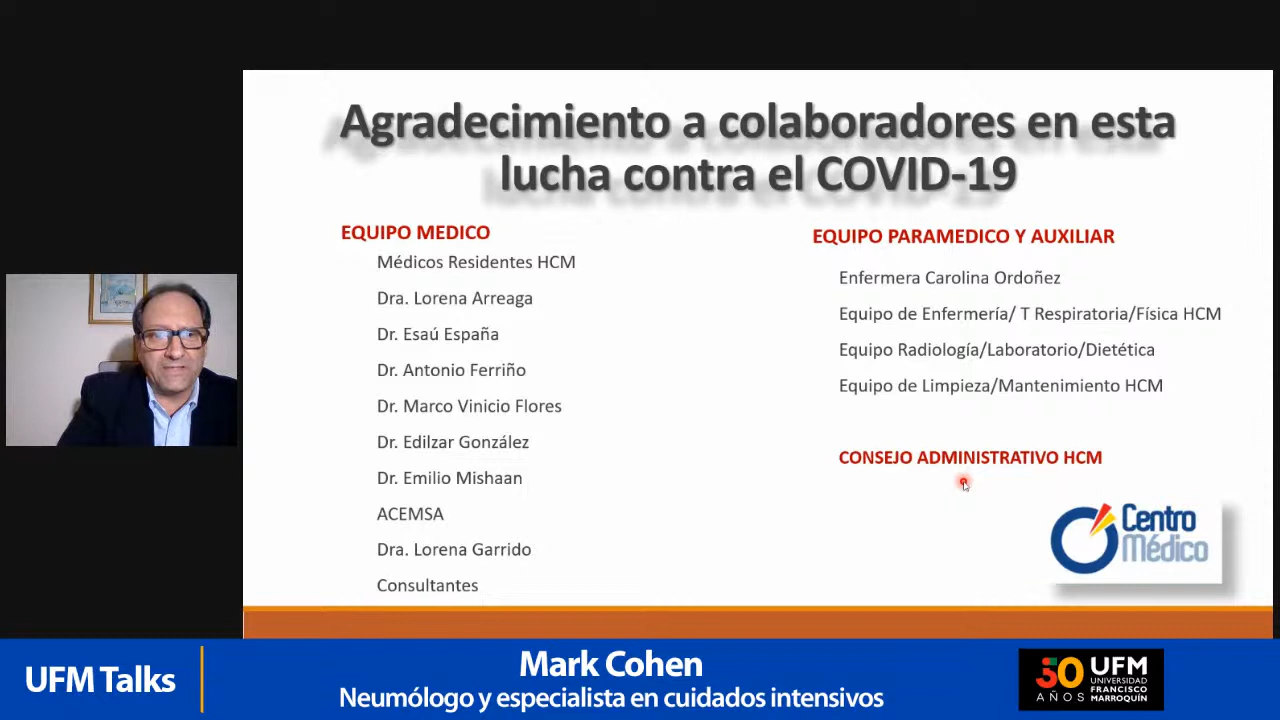 Agradecimiento a colaboradores en esta
lucha contra el COVID-19
EQUIPO MEDICO
Médicos Residentes HCM
Dra. Lorena Arreaga
Dr. Esaú España
Dr. Antonio Ferriño
Dr. Marco Vinicio Flores
Dr. Edilzar González
Dr. Emilio Mishaan
ACEMSA
Dra. Lorena Garrido
Consultantes
EQUIPO PARAMEDICO Y AUXILIAR
Enfermera Carolina Ordoñez
Equipo de Enfermería/ T Respiratoria/Física HCM
Equipo Radiología/Laboratorio/Dietética
Equipo de Limpieza/Mantenimiento HCM
CONSEJO ADMINISTRATIVO HCM
Centro
Médico
UFM Talks
Mark Cohen
Neumólogo y especialista en cuidados intensivos
50
AÑOS
UFM
UNIVERSIDAD
FRANCISCO
MARROQUÍN